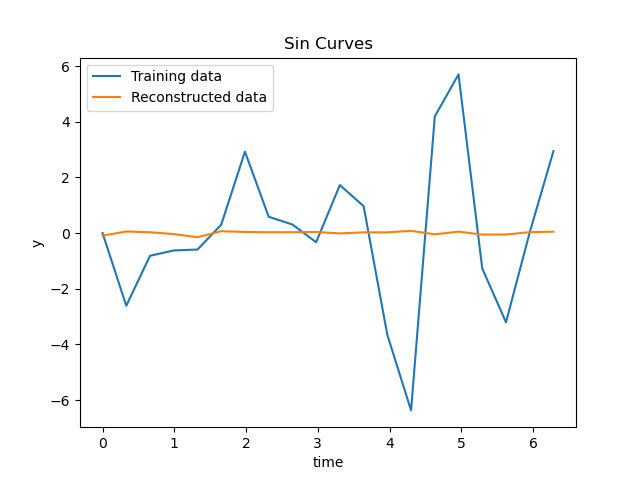 Sin Curves
Training data
Reconstructed data
y
6
4
2
0
−2
−4
−6
0 1 2 3 4 5 6
time